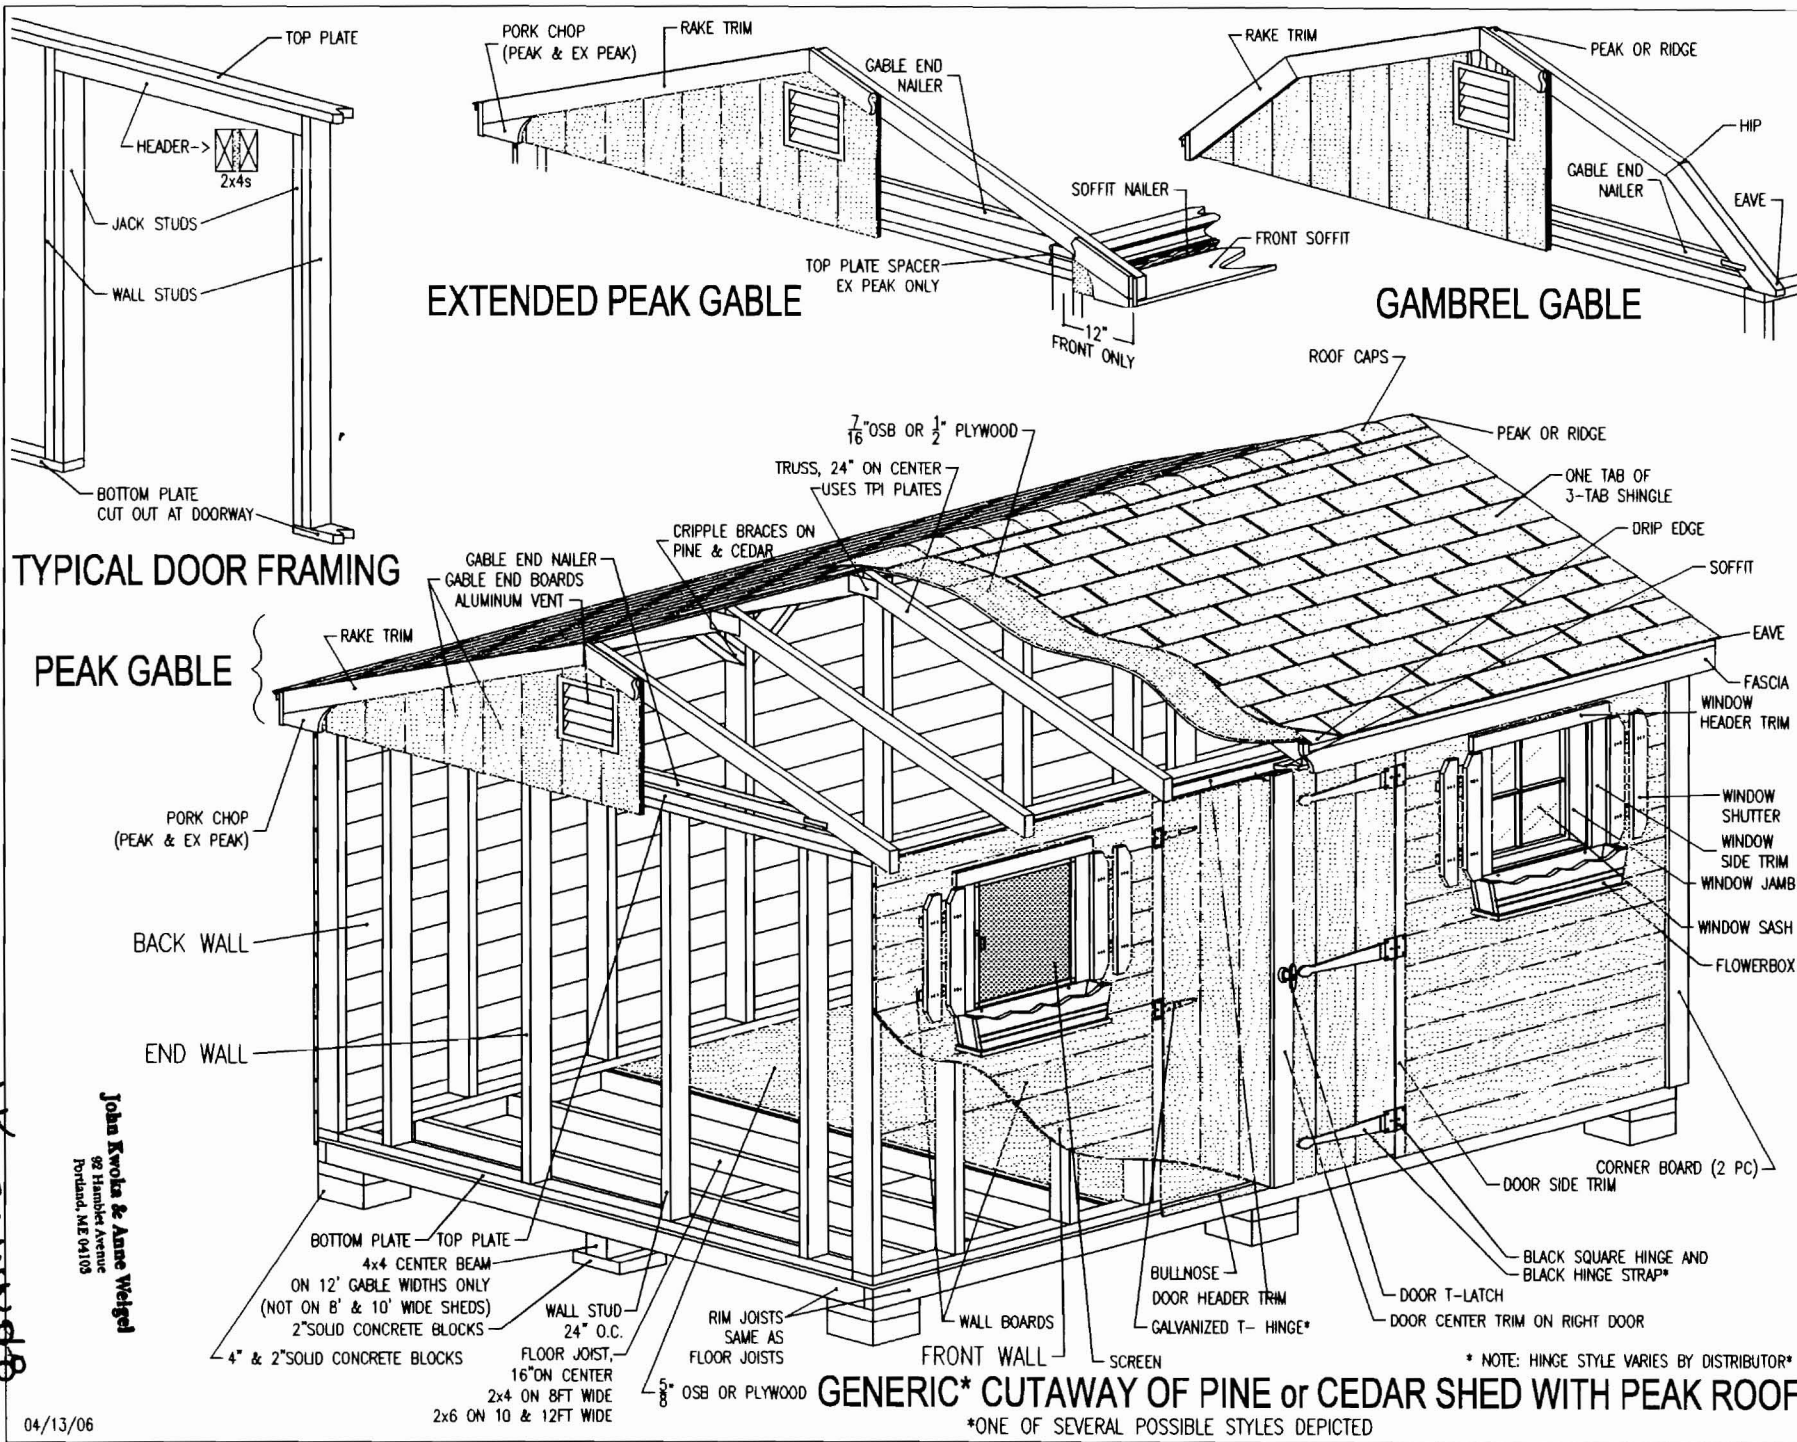 TOP PLATE
HEADER->
2x4s
JACK STUDS
WALL STUDS
BOTTOM PLATE
CUT OUT AT DOORWAY
TYPICAL DOOR FRAMING
PORK CHOP
(PEAK & EX PEAK)
RAKE TRIM
GABLE END
NAILER
SOFFIT NAILER
FRONT SOFFIT
TOP PLATE SPACER
EX PEAK ONLY
12"
FRONT ONLY
EXTENDED PEAK GABLE
RAKE TRIM
PEAK OR RIDGE
HIP
GABLE END
NAILER
EAVE
GAMBREL GABLE
ROOF CAPS
PEAK OR RIDGE
7/16"OSB OR 1/2" PLYWOOD
TRUSS, 24" ON CENTER
USES TPI PLATES
ONE TAB OF
3-TAB SHINGLE
DRIP EDGE
CRIPPLE BRACES ON
PINE & CEDAR
GABLE END NAILER
GABLE END BOARDS
ALUMINUM VENT
SOFFIT
RAKE TRIM
PEAK GABLE
EAVE
FASCIA
WINDOW
HEADER TRIM
PORK CHOP
(PEAK & EX PEAK)
WINDOW
SHUTTER
WINDOW
SIDE TRIM
WINDOW JAMB
WINDOW SASH
FLOWERBOX
BACK WALL
END WALL
John Kwoka & Anne Weigel
92 Hamblet Avenue
Portland, ME 04103
CORNER BOARD (2 PC)
DOOR SIDE TRIM
BOTTOM PLATE
TOP PLATE
4x4 CENTER BEAM
ON 12' GABLE WIDTHS ONLY
(NOT ON 8' & 10' WIDE SHEDS)
2"SOLID CONCRETE BLOCKS
4" & 2"SOLID CONCRETE BLOCKS
WALL STUD
24" O.C.
FLOOR JOIST,
16"ON CENTER
2x4 ON 8FT WIDE
2x6 ON 10 & 12FT WIDE
RIM JOISTS
SAME AS
FLOOR JOISTS
5/8" OSB OR PLYWOOD
WALL BOARDS
FRONT WALL
SCREEN
BULLNOSE
DOOR HEADER TRIM
GALVANIZED T- HINGE*
BLACK SQUARE HINGE AND
BLACK HINGE STRAP*
DOOR T-LATCH
DOOR CENTER TRIM ON RIGHT DOOR
* NOTE: HINGE STYLE VARIES BY DISTRIBUTOR*
GENERIC* CUTAWAY OF PINE or CEDAR SHED WITH PEAK ROOF
*ONE OF SEVERAL POSSIBLE STYLES DEPICTED
04/13/06